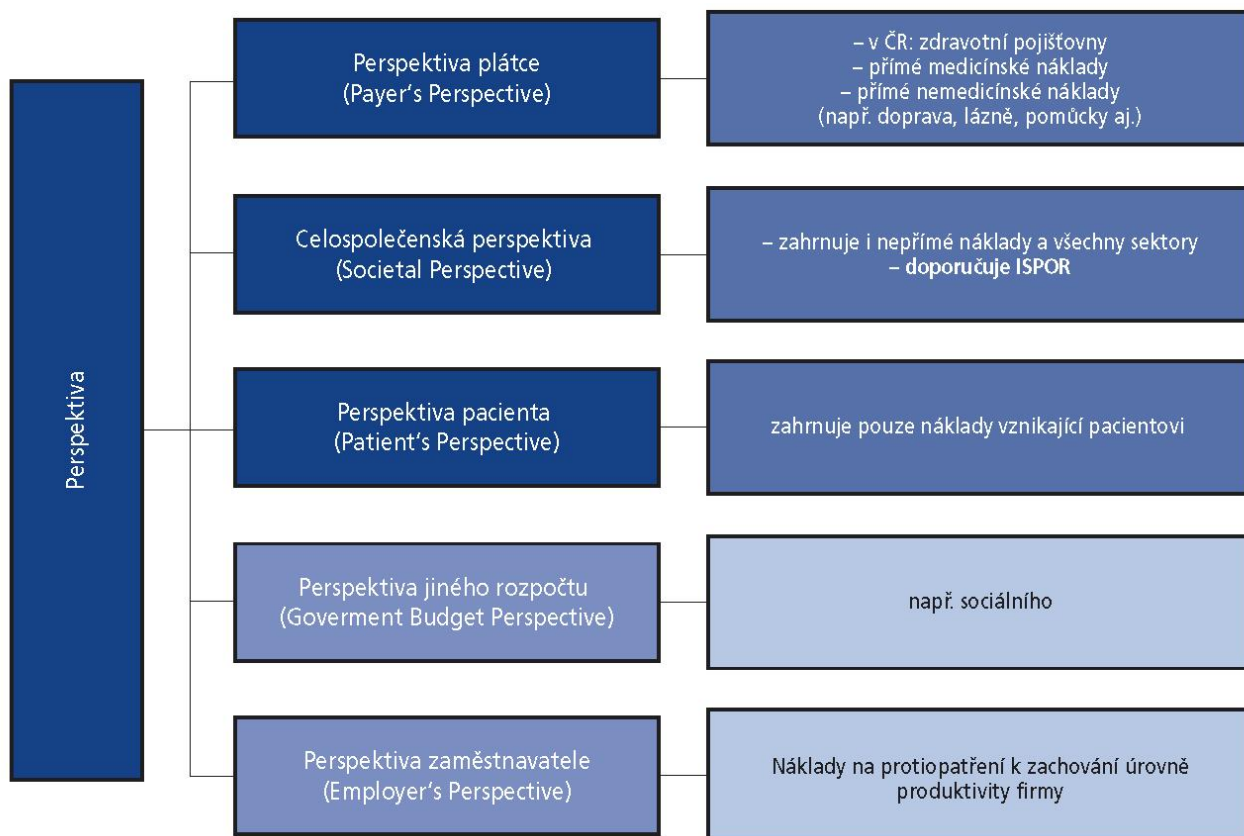 Perspektiva
Perspektiva plátce
(Payer’s Perspective)
– v ČR: zdravotní pojišťovny
– přímé medicínské náklady
– přímé nemedicínské náklady
(např. doprava, lázně, pomůcky aj.)
Celospolečenská perspektiva
(Societal Perspective)
– zahrnuje i nepřímé náklady a všechny sektory
– doporučuje ISPOR
Perspektiva pacienta
(Patient’s Perspective)
zahrnuje pouze náklady vznikající pacientovi
Perspektiva jiného rozpočtu
(Goverment Budget Perspective)
např. sociálního
Perspektiva zaměstnavatele
(Employer’s Perspective)
Náklady na protiopatření k zachování úrovně
produktivity firmy